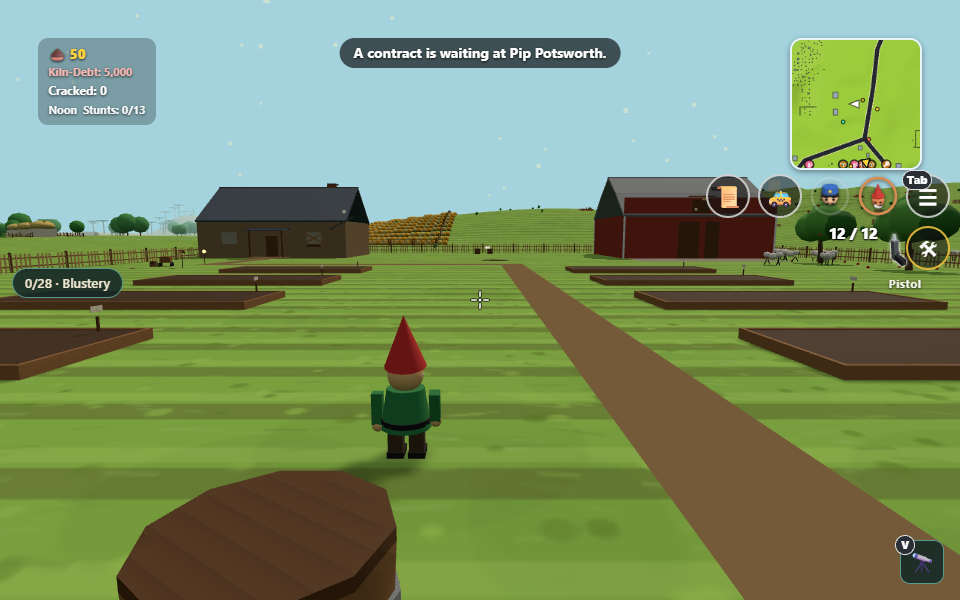 50
A contract is waiting at Pip Potsworth.
Kiln-Debt: 5,000
Cracked: 0
Noon Stunts: 0/13
Tab
12 / 12
Pistol
0/28 · Blustery
V